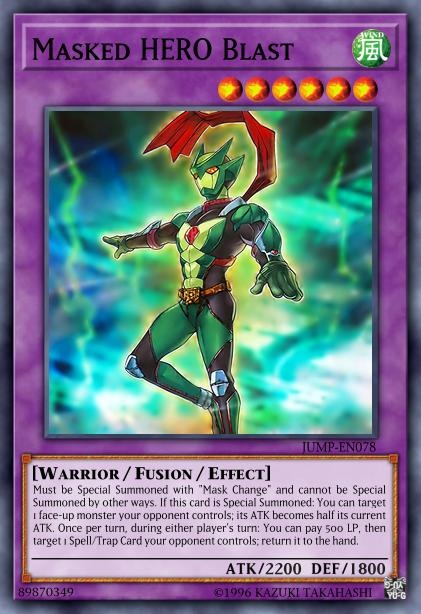 Masked HERO Blast
WIND
風
JUMP-EN078
[Warrior / Fusion / Effect]
Must be Special Summoned with "Mask Change" and cannot be Special
Summoned by other ways. If this card is Special Summoned: You can target
1 face-up monster your opponent controls; its ATK becomes half its current
ATK. Once per turn, during either player's turn: You can pay 500 LP, then
target 1 Spell/Trap Card your opponent controls; return it to the hand.
ATK/2200 DEF/1800
89870349 ©1996 KAZUKI TAKAHASHI